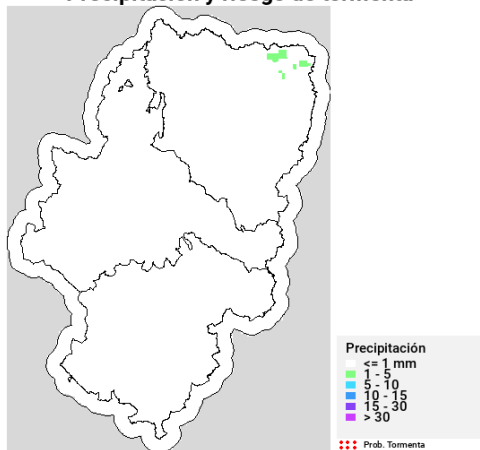 Precipitación y riesgo de tormenta
Precipitación
<= 1 mm
1 - 5
5 - 10
10 - 15
15 - 30
> 30
Prob. Tormenta